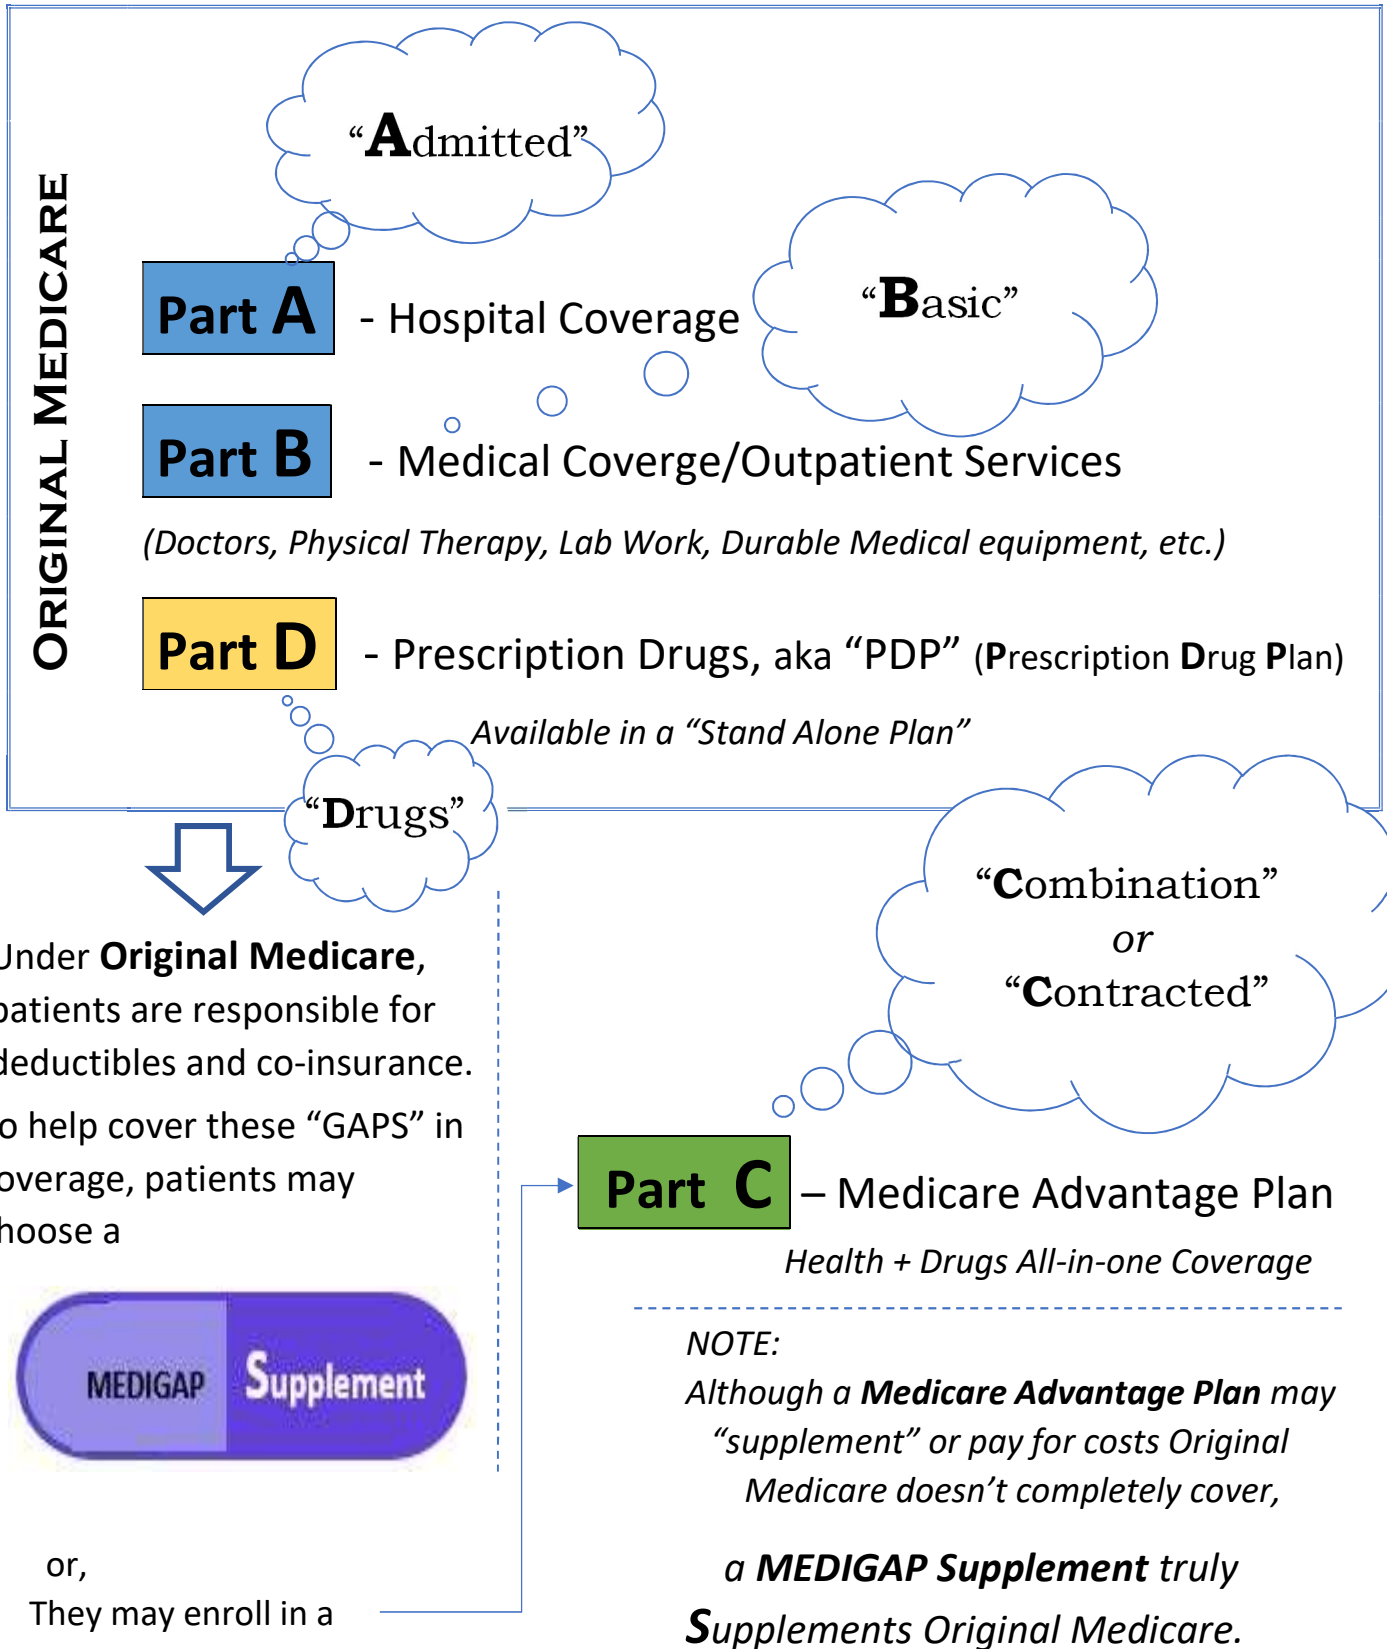 ORIGINAL MEDICARE
“Admitted”
Part A - Hospital Coverage
“Basic”
Part B - Medical Coverge/Outpatient Services
(Doctors, Physical Therapy, Lab Work, Durable Medical equipment, etc.)
Part D - Prescription Drugs, aka “PDP” (Prescription Drug Plan)
Available in a “Stand Alone Plan”
“Drugs”
Under Original Medicare,
patients are responsible for
deductibles and co-insurance.
o help cover these “GAPS” in
overage, patients may
hoose a
MEDIGAP Supplement
or,
They may enroll in a
“Combination”
or
“Contracted”
Part C – Medicare Advantage Plan
Health + Drugs All-in-one Coverage
NOTE:
Although a Medicare Advantage Plan may
“supplement” or pay for costs Original
Medicare doesn’t completely cover,
a MEDIGAP Supplement truly
Supplements Original Medicare.